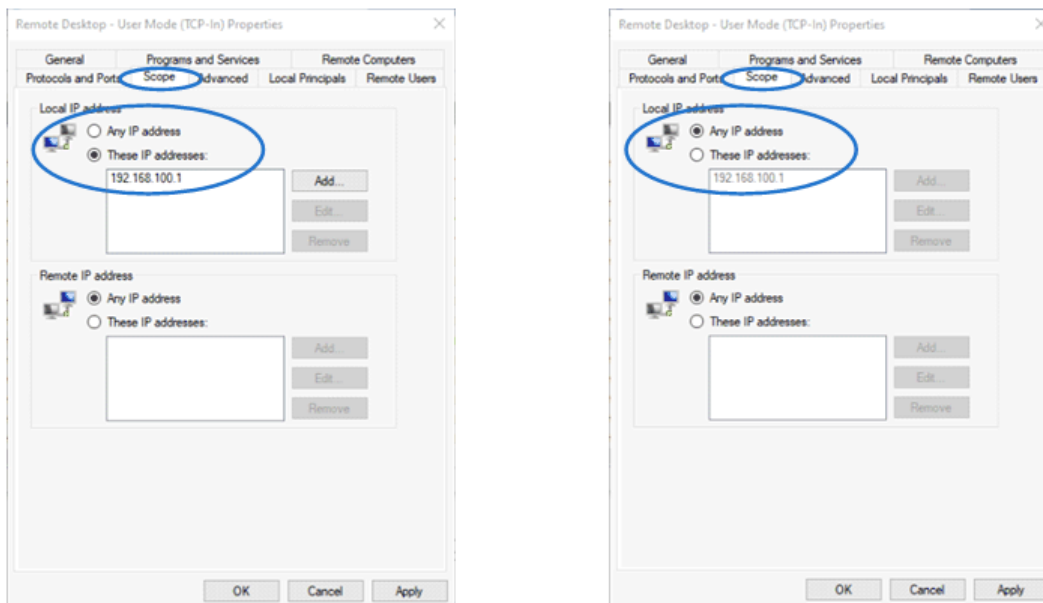 Remote Desktop - User Mode (TCP-In) Properties
General Programs and Services Remote Computers
Protocols and Ports Scope Advanced Local Principals Remote Users
Local IP address
Any IP address
These IP addresses:
192.168.100.1
Add...
Edit...
Remove
Remote IP address
Any IP address
These IP addresses:
Add...
Edit...
Remove
OK Cancel Apply
Remote Desktop - User Mode (TCP-In) Properties
General Programs and Services Remote Computers
Protocols and Ports Scope Advanced Local Principals Remote Users
Local IP address
Any IP address
These IP addresses:
192.168.100.1
Add...
Edit...
Remove
Remote IP address
Any IP address
These IP addresses:
Add...
Edit...
Remove
OK Cancel Apply